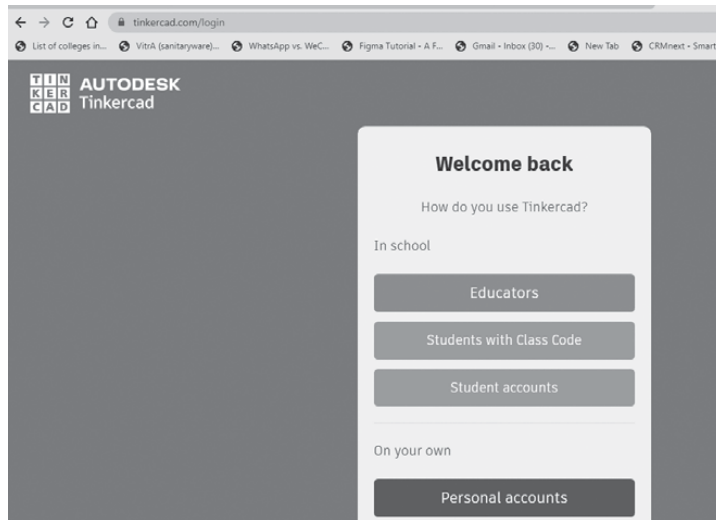 tinkercad.com/login
List of colleges in... VitrA (sanitaryware)... WhatsApp vs. WeC... Figma Tutorial - A F... Gmail - Inbox (30) -... New Tab CRMnext - Smart
TIN
KER
CAD
AUTODESK
Tinkercad
Welcome back
How do you use Tinkercad?
In school
Educators
Students with Class Code
Student accounts
On your own
Personal accounts